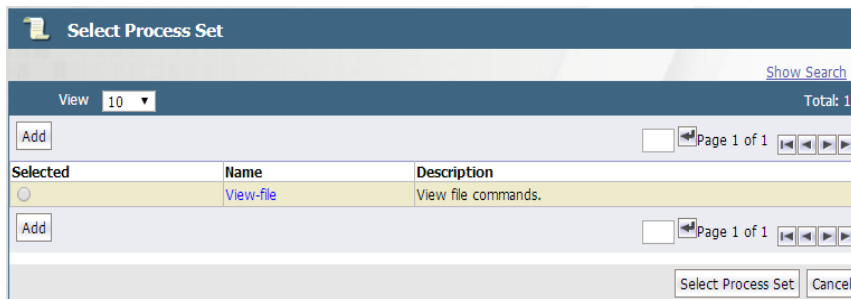 Select Process Set
Show Search
View 10 Total: 1
Add Page 1 of 1
Selected Name Description
View-file View file commands.
Add Page 1 of 1
Select Process Set Cancel